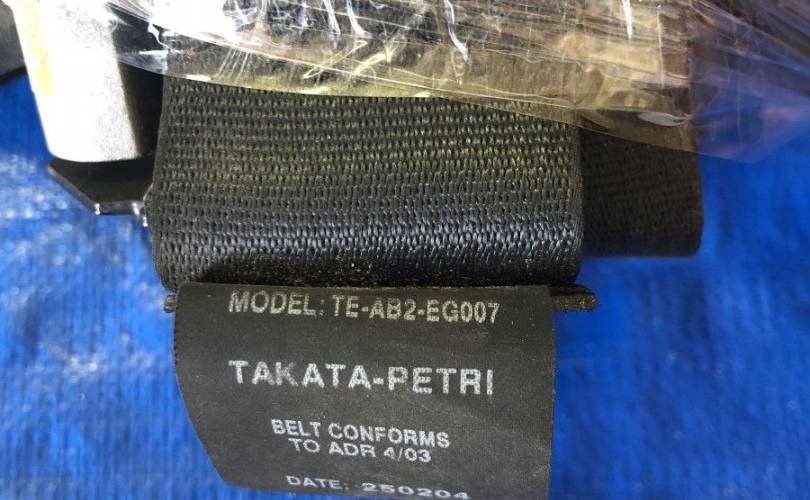 MODEL: TE-AB2-EG007
TAKATA-PETRI
BELT CONFORMS
TO ADR 4/03
DATE: 250204